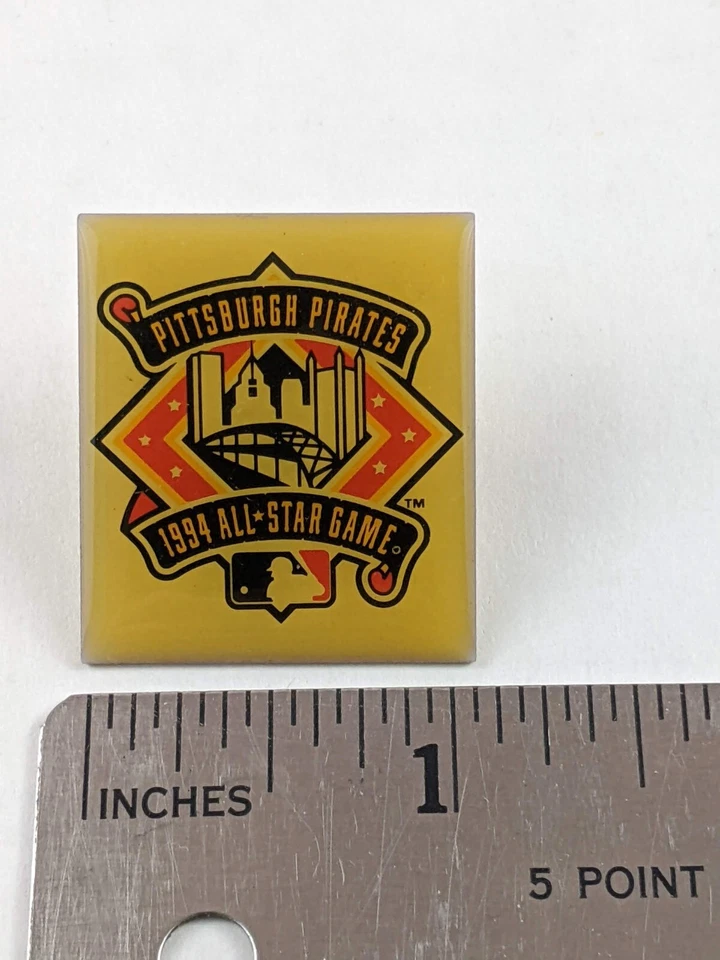 PITTSBURGH PIRATES
TM
1994 ALL★STAR GAME
INCHES
1
5 POINT